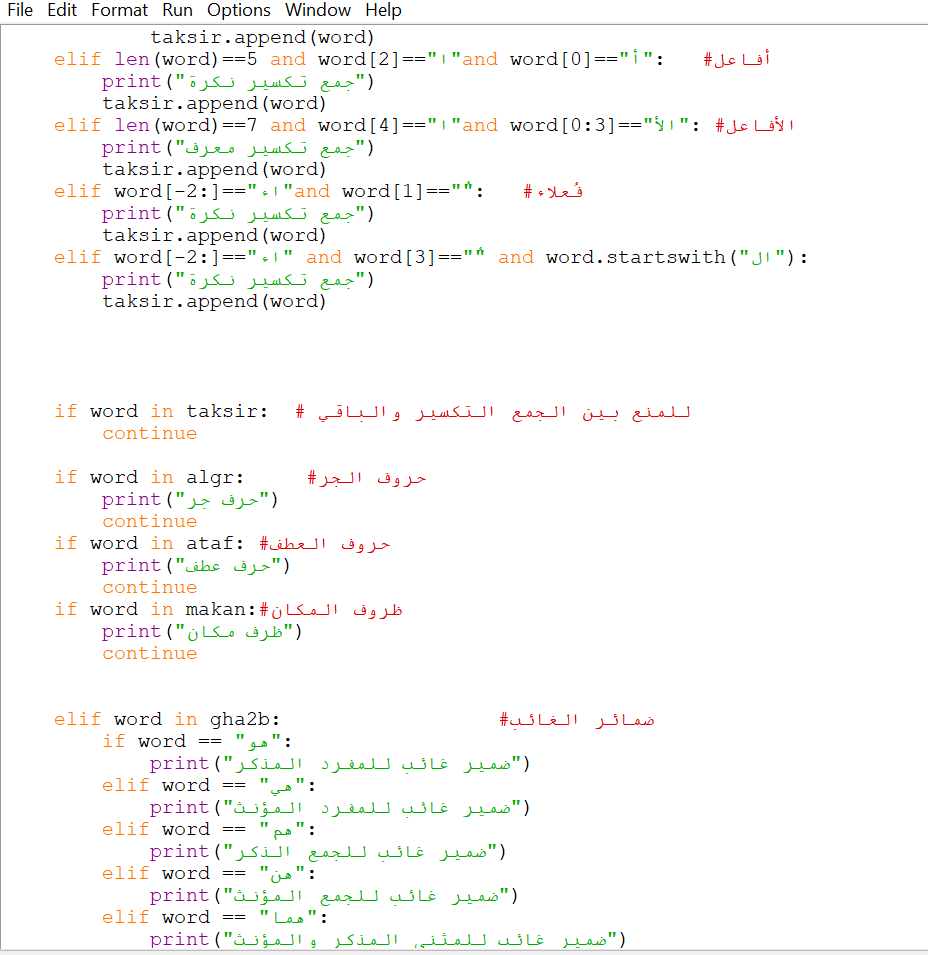 File Edit Format Run Options Window Help
taksir.append(word)
elif len(word)==5 and word[2]=="ا"and word[0]=="أ":   #أفاعل
print("جمع تكسير نكرة")
taksir.append(word)
elif len(word)==7 and word[4]=="ا"and word[0:3]=="الأ": #الأفاعل
print("جمع تكسير معرف")
taksir.append(word)
elif word[-2:]=="اء"and word[1]=="ُ":   #فُعلاء
print("جمع تكسير نكرة")
taksir.append(word)
elif word[-2:]=="اء" and word[3]=="ُ" and word.startswith("ال"):
print("جمع تكسير نكرة")
taksir.append(word)
if word in taksir:  # للمنع بين الجمع التكسير والباقي
continue
if word in algr:     #حروف الجر
print("حرف جر")
continue
if word in ataf: #حروف العطف
print("حرف عطف")
continue
if word in makan:#ظروف المكان
print("ظرف مكان")
continue
elif word in gha2b:                  #ضمائر الغائب
if word == "هو":
print("ضمير غائب للمفرد المذكر")
elif word == "هي":
print("ضمير غائب للمفرد المؤنث")
elif word == "هم":
print("ضمير غائب للجمع الذكر")
elif word == "هن":
print("ضمير غائب للجمع المؤنث")
elif word == "هما":
print("ضمير غائب للمثنى المذكر والمؤنث")